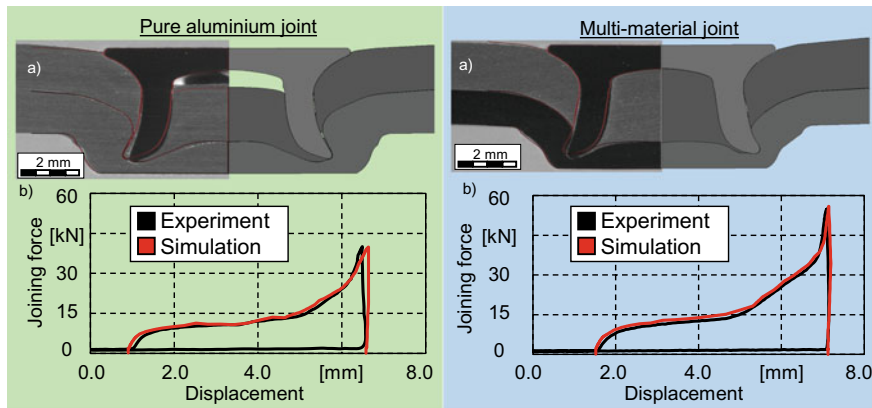 Pure aluminium joint
a)
2 mm
b)
60
[kN]
30
15
0
Joining force
Experiment
Simulation
0.0 2.0 4.0 [mm] 8.0
Displacement
Multi-material joint
a)
2 mm
b)
60
[kN]
30
15
0
Joining force
Experiment
Simulation
0.0 2.0 4.0 [mm] 8.0
Displacement